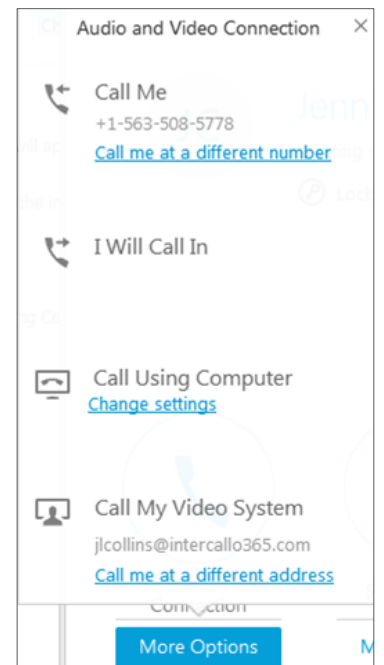 Audio and Video Connection
Call Me
+1-563-508-5778
Call me at a different number
I Will Call In
Call Using Computer
Change settings
Call My Video System
jlcollins@intercallo365.com
Call me at a different address
Connection
More Options